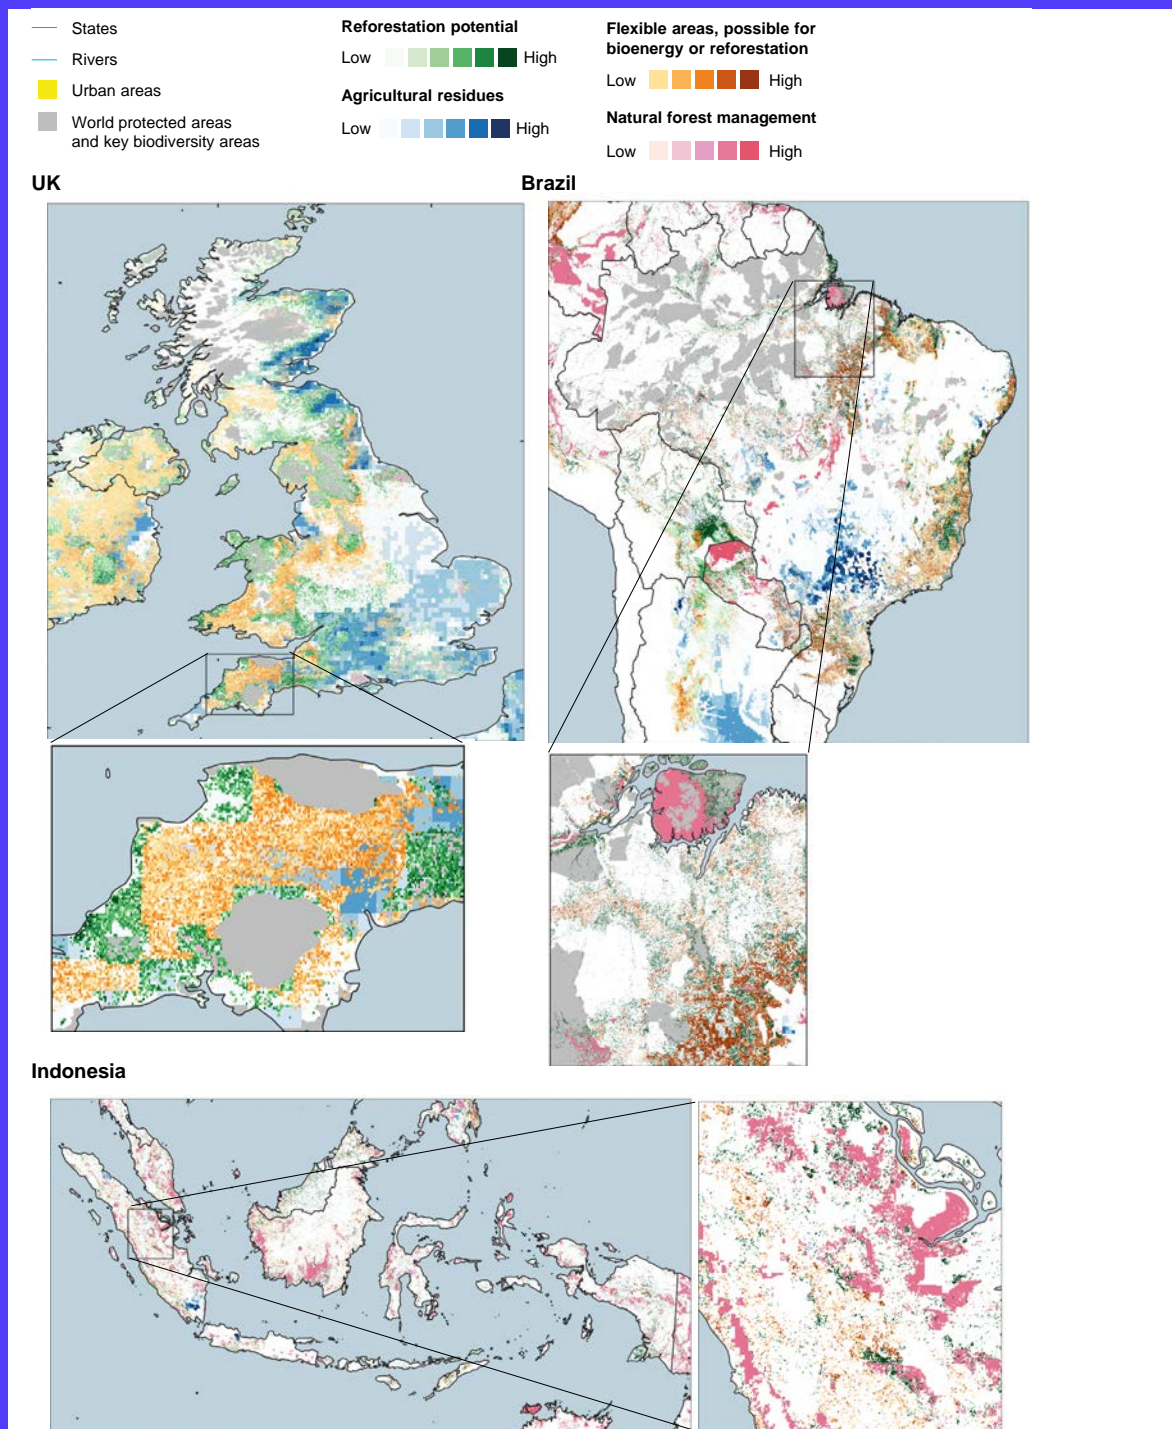 States
Rivers
Urban areas
World protected areas
and key biodiversity areas
Reforestation potential
Low High
Agricultural residues
Low High
Flexible areas, possible for
bioenergy or reforestation
Low High
Natural forest management
Low High
UK
Brazil
Indonesia